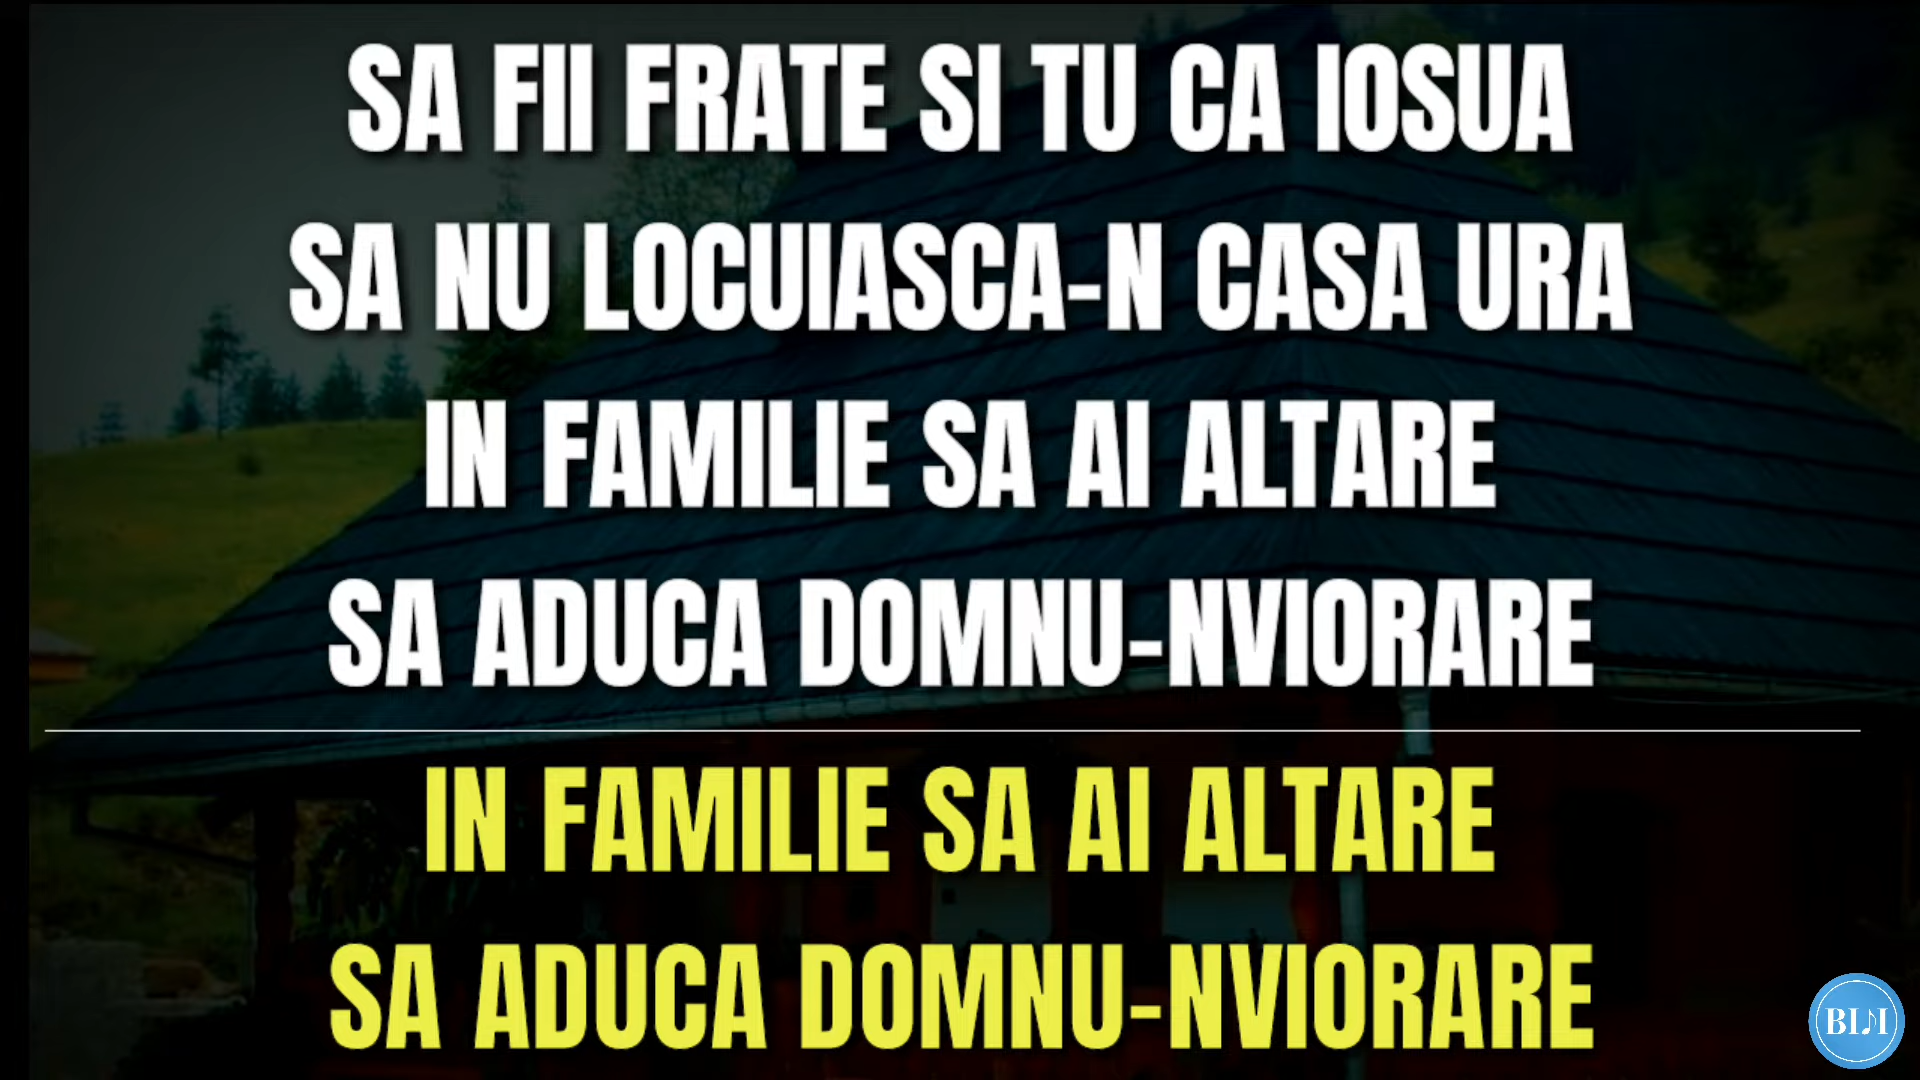 SA FII FRATE SI TU CA IOSUA
SA NU LOCUIASCA-N CASA URA
IN FAMILIE SA AI ALTARE
SA ADUCA DOMNU-NVIORARE
IN FAMILIE SA AI ALTARE
SA ADUCA DOMNU-NVIORARE